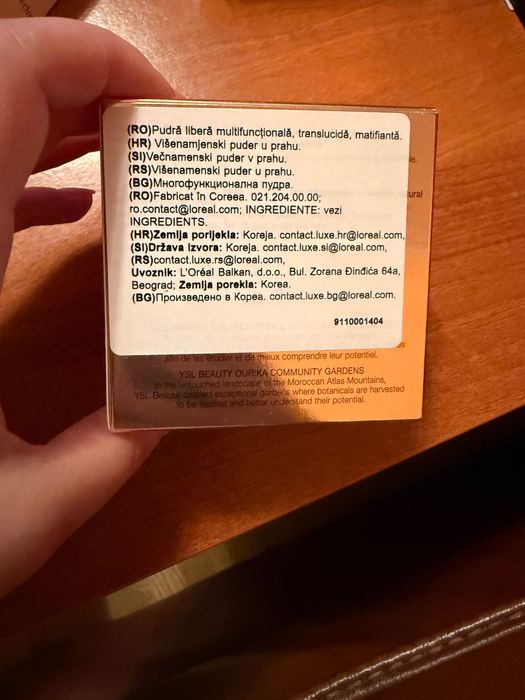 (RO)Pudră liberă multifuncțională, translucidă, matifiantă.
(HR) Višenamjenski puder u prahu.
(SI)Večnamenski puder v prahu.
(RS)Višenamenski puder u prahu.
(BG)Многофункционална пудра.
(RO)Fabricat în Coreea. 021.204.00.00;
ro.contact@loreal.com; INGREDIENTE: vezi
INGREDIENTS.
(HR)Zemlja porijekla: Koreja. contact.luxe.hr@loreal.com,
(SI)Država izvora: Koreja. contact.luxe.si@loreal.com,
(RS)contact.luxe.rs@loreal.com,
Uvoznik: L'Oréal Balkan, d.o.o., Bul. Zorana Đinđića 64a,
Beograd; Zemlja porekla: Korea.
(BG)Произведено в Корея. contact.luxe.bg@loreal.com.
9110001404
afin de les étudier et de mieux comprendre leur potentiel.
YSL BEAUTY OURIKA COMMUNITY GARDENS
In the untouched landscape of the Moroccan Atlas Mountains,
YSL Beauté created exceptional gardens where botanicals are harvested
to be studied and better understand their potential.